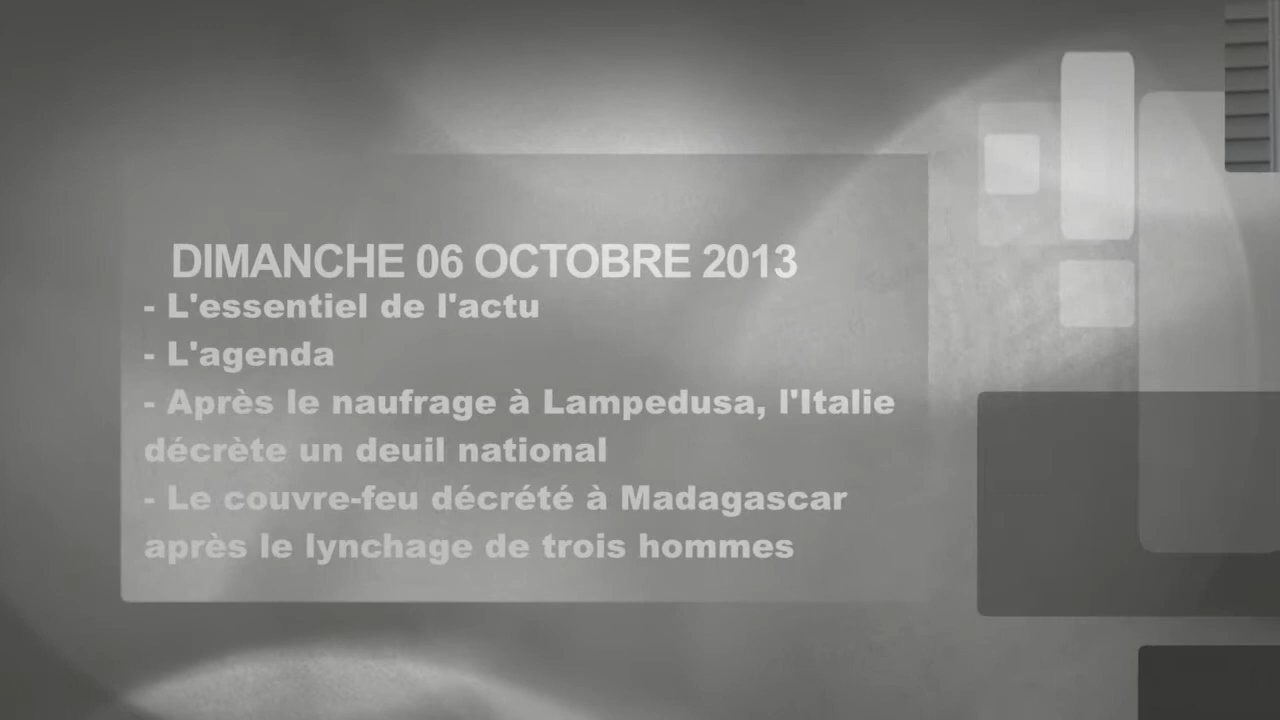 DIMANCHE 06 OCTOBRE 2013
- L'essentiel de l'actu
- L'agenda
- Après le naufrage à Lampedusa, l'Italie
décrète un deuil national
- Le couvre-feu décrété à Madagascar
après le lynchage de trois hommes